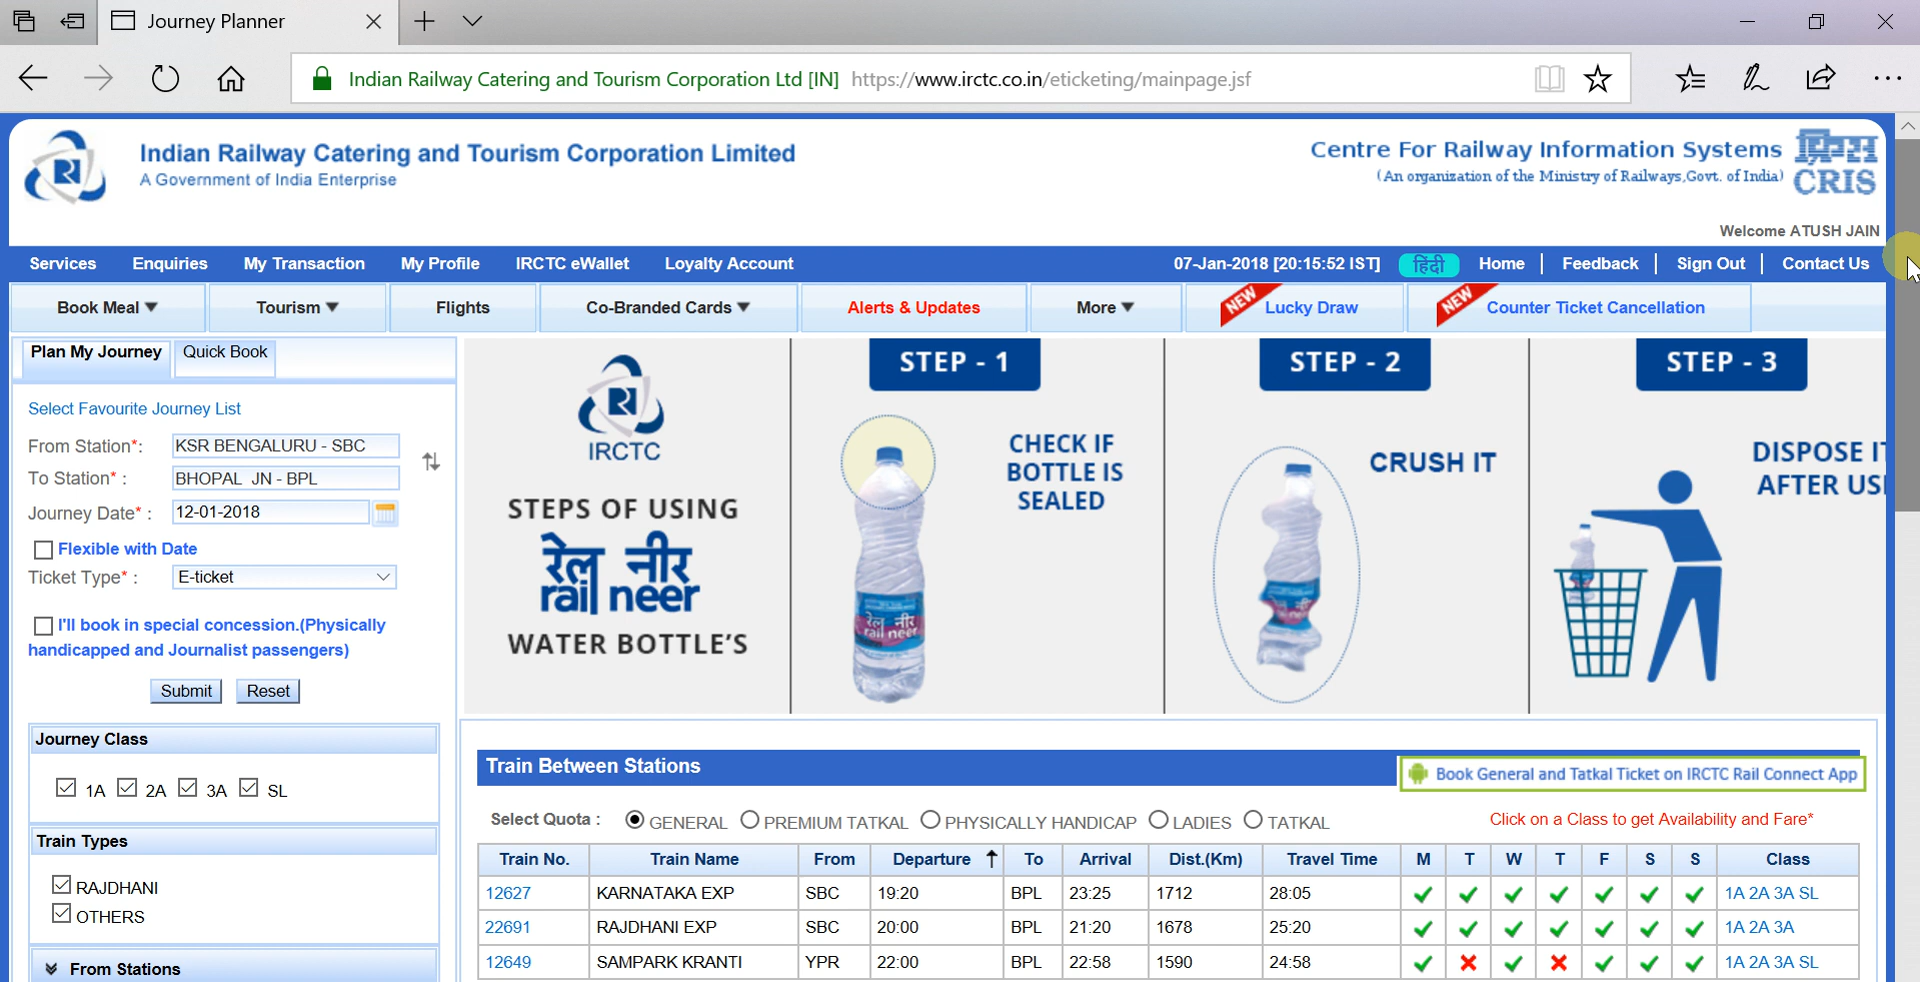 Journey Planner
Indian Railway Catering and Tourism Corporation Ltd [IN] https://www.irctc.co.in/eticketing/mainpage.jsf
Indian Railway Catering and Tourism Corporation Limited
A Government of India Enterprise
Centre For Railway Information Systems
(An organization of the Ministry of Railways,Govt. of India)
CRIS
Welcome ATUSH JAIN
Services Enquiries My Transaction My Profile IRCTC eWallet Loyalty Account 07-Jan-2018 [20:15:52 IST] हिंदी Home Feedback Sign Out Contact Us
Book Meal Tourism Flights Co-Branded Cards Alerts & Updates More NEW Lucky Draw NEW Counter Ticket Cancellation
Plan My Journey Quick Book
Select Favourite Journey List
From Station*: KSR BENGALURU - SBC
To Station* : BHOPAL JN - BPL
Journey Date* : 12-01-2018
Flexible with Date
Ticket Type* : E-ticket
I'll book in special concession.(Physically
handicapped and Journalist passengers)
Submit Reset
Journey Class
1A 2A 3A SL
Train Types
RAJDHANI
OTHERS
From Stations
IRCTC
STEPS OF USING
रेल नीर
rail neer
WATER BOTTLE'S
STEP - 1
CHECK IF
BOTTLE IS
SEALED
रेल नीर
rail neer
STEP - 2
CRUSH IT
STEP - 3
DISPOSE IT
AFTER US
Train Between Stations
Book General and Tatkal Ticket on IRCTC Rail Connect App
Select Quota : GENERAL PREMIUM TATKAL PHYSICALLY HANDICAP LADIES TATKAL Click on a Class to get Availability and Fare*
Train No. Train Name From Departure To Arrival Dist.(Km) Travel Time M T W T F S S Class
12627 KARNATAKA EXP SBC 19:20 BPL 23:25 1712 28:05 1A 2A 3A SL
22691 RAJDHANI EXP SBC 20:00 BPL 21:20 1678 25:20 1A 2A 3A
12649 SAMPARK KRANTI YPR 22:00 BPL 22:58 1590 24:58 1A 2A 3A SL